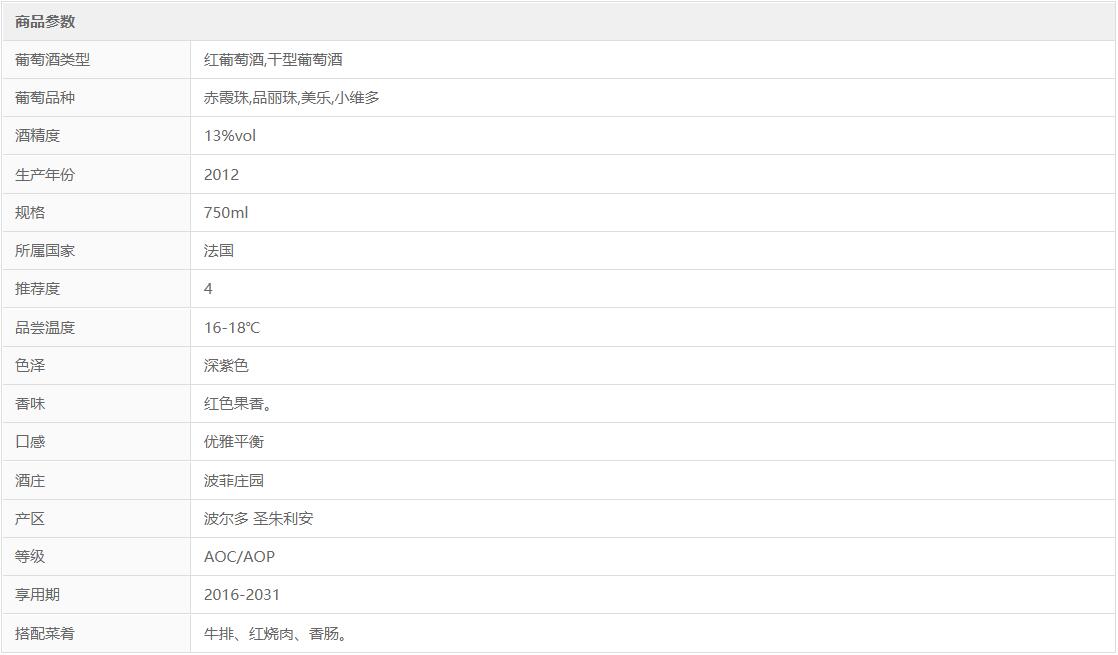 商品参数
葡萄酒类型 红葡萄酒,干型葡萄酒
葡萄品种 赤霞珠,品丽珠,美乐,小维多
酒精度 13%vol
生产年份 2012
规格 750ml
所属国家 法国
推荐度 4
品尝温度 16-18℃
色泽 深紫色
香味 红色果香。
口感 优雅平衡
酒庄 波菲庄园
产区 波尔多 圣朱利安
等级 AOC/AOP
享用期 2016-2031
搭配菜肴 牛排、红烧肉、香肠。